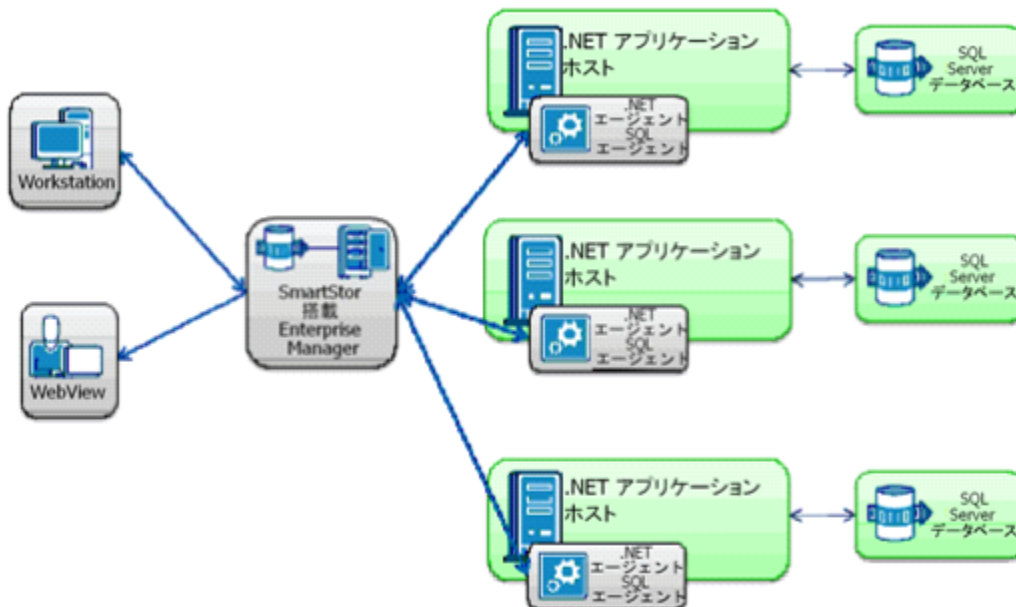 Workstation
WebView
SmartStor
搭載
Enterprise
Manager
.NET アプリケーション
ホスト
.NET
エージェント
SQL
エージェント
SQL
Server
データベース
.NET アプリケーション
ホスト
.NET
エージェント
SQL
エージェント
SQL
Server
データベース
.NET アプリケーション
ホスト
.NET
エージェント
SQL
エージェント
SQL
Server
データベース